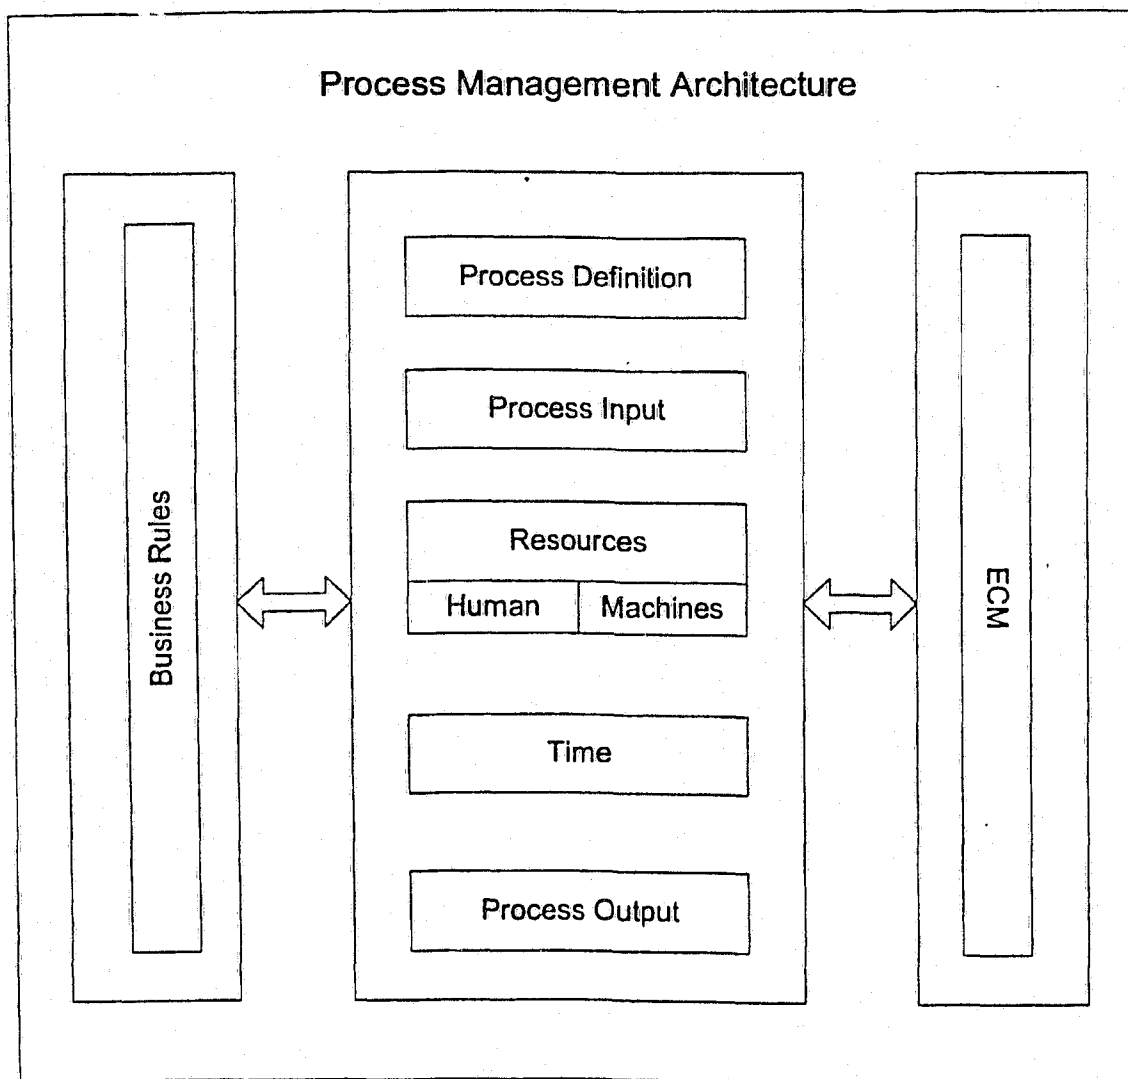 Process Management Architecture
Business Rules
Process Definition
Process Input
Resources
Human
Machines
Time
Process Output
ECM